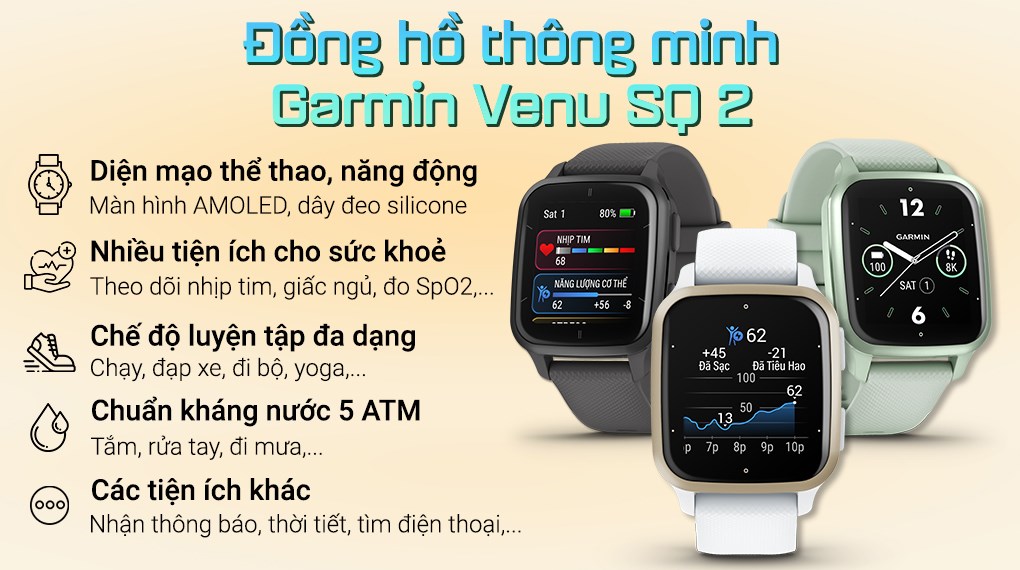 Đồng hồ thông minh
Garmin Venu SQ 2
Diện mạo thể thao, năng động
Màn hình AMOLED, dây đeo silicone
Nhiều tiện ích cho sức khoẻ
Theo dõi nhịp tim, giấc ngủ, đo SpO2,...
Chế độ luyện tập đa dạng
Chạy, đạp xe, đi bộ, yoga,...
Chuẩn kháng nước 5 ATM
Tắm, rửa tay, đi mưa,...
Các tiện ích khác
Nhận thông báo, thời tiết, tìm điện thoại,...
Sat 1 80%
NHỊP TIM
68
NĂNG LƯỢNG CƠ THỂ
62 +56 -8
62
+45 -21
Đã Sạc Đã Tiêu Hao
100
62
50
13
p 7p 8p 9p 10p
12
GARMIN
100 8K
SAT 1
6